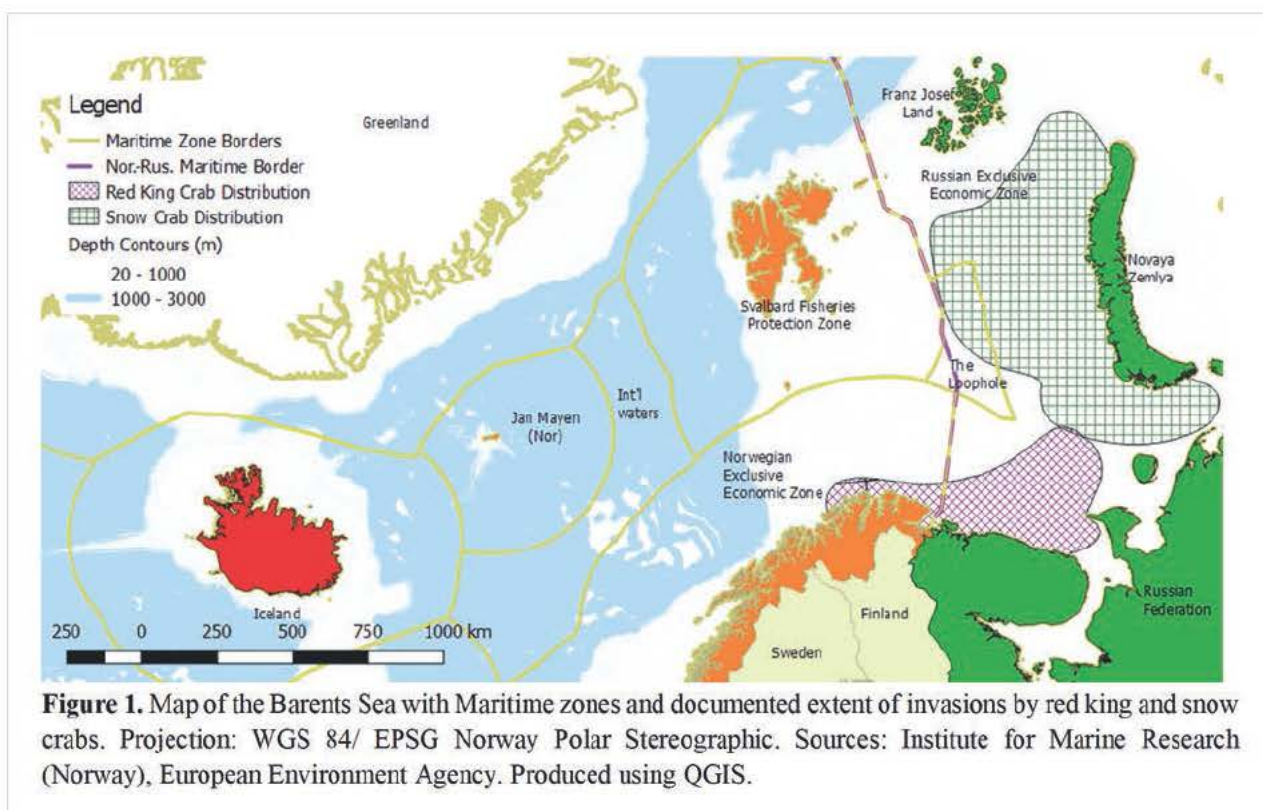 Legend
Maritime Zone Borders
Nor.-Rus. Maritime Border
Red King Crab Distribution
Snow Crab Distribution
Depth Contours (m)
20 - 1000
1000 - 3000
Greenland
Franz Josef
Land
Russian Exclusive
Economic Zone
Novaya
Zemlya
Svalbard Fisheries
Protection Zone
The
Loophole
Int'l
waters
Jan Mayen
(Nor)
Norwegian
Exclusive
Economic Zone
Iceland
Finland
Sweden
Russian
Federation
250 0 250 500 750 1000 km
Figure 1. Map of the Barents Sea with Maritime zones and documented extent of invasions by red king and snow
crabs. Projection: WGS 84/ EPSG Norway Polar Stereographic. Sources: Institute for Marine Research
(Norway), European Environment Agency. Produced using QGIS.